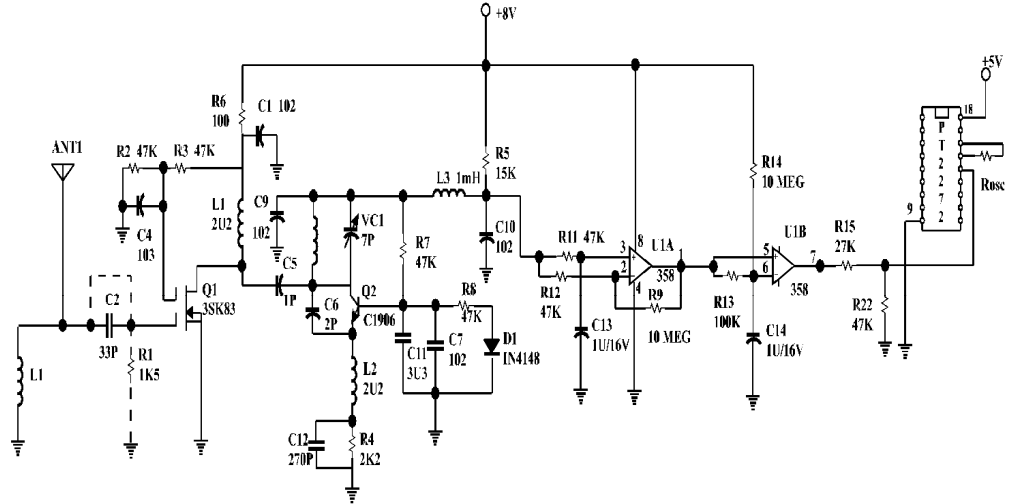 +8V
+5V
ANT1
R2 47K
R3 47K
R6
100
C1 102
C4
103
L1
2U2
C9
102
VC1
7P
L3 1mH
R5
15K
C10
102
R7
47K
R8
47K
C5
1P
C6
2P
Q2
C1906
Q1
3SK83
C2
33P
R1
1K5
L1
L2
2U2
C12
270P
R4
2K2
C11
3U3
C7
102
D1
IN4148
R11 47K
R12
47K
C13
1U/16V
3
2
8
4
1
U1A
358
R9
10 MEG
R14
10 MEG
R13
100K
C14
1U/16V
5
6
7
U1B
358
R15
27K
R22
47K
P
T
2
2
7
2
18
9
Rosc